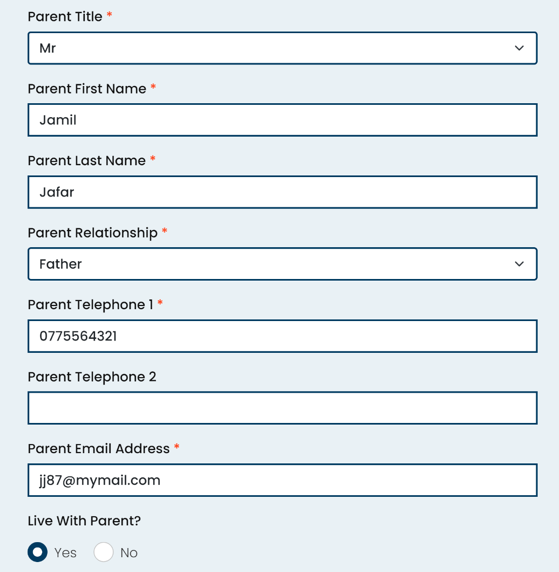 Parent Title *
Mr
Parent First Name *
Jamil
Parent Last Name *
Jafar
Parent Relationship *
Father
Parent Telephone 1 *
0775564321
Parent Telephone 2
Parent Email Address *
jj87@mymail.com
Live With Parent?
Yes No